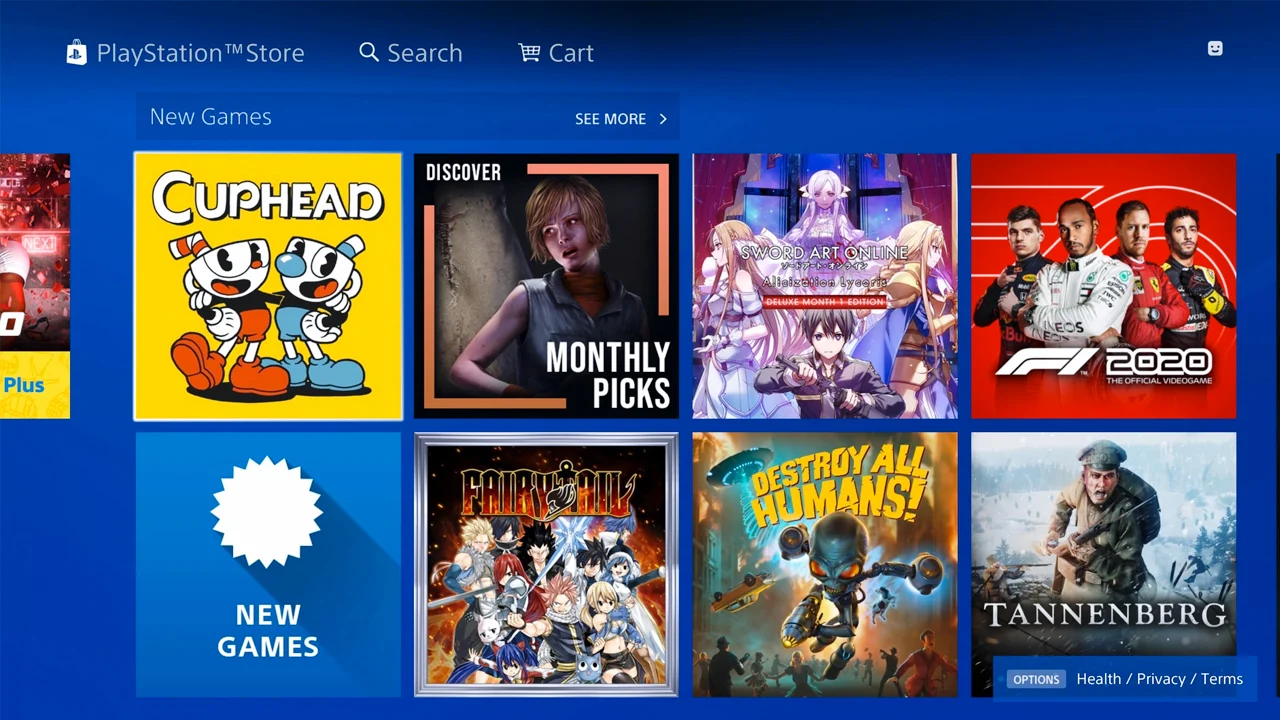 PlayStation™Store
Search
Cart
New Games
SEE MORE
NEXT
O
Plus
CUPHEAD
DISCOVER
MONTHLY
PICKS
SWORD ART ONLINE
ソードアート・オンライン
Alicization Lycoris
DELUXE MONTH 1 EDITION
F1™ 2020
THE OFFICIAL VIDEOGAME
NEW
GAMES
FAIRY TAIL
DESTROY ALL
HUMANS!
TANNENBERG
OPTIONS
Health / Privacy / Terms